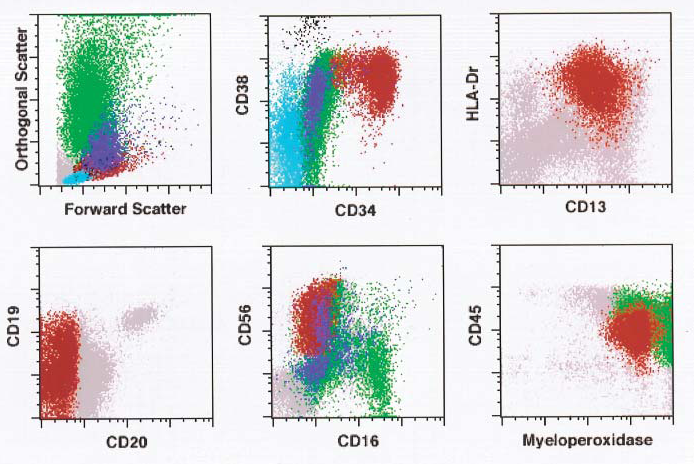 Orthogonal Scatter
Forward Scatter
CD38
CD34
HLA-Dr
CD13
CD19
CD20
CD56
CD16
CD45
Myeloperoxidase